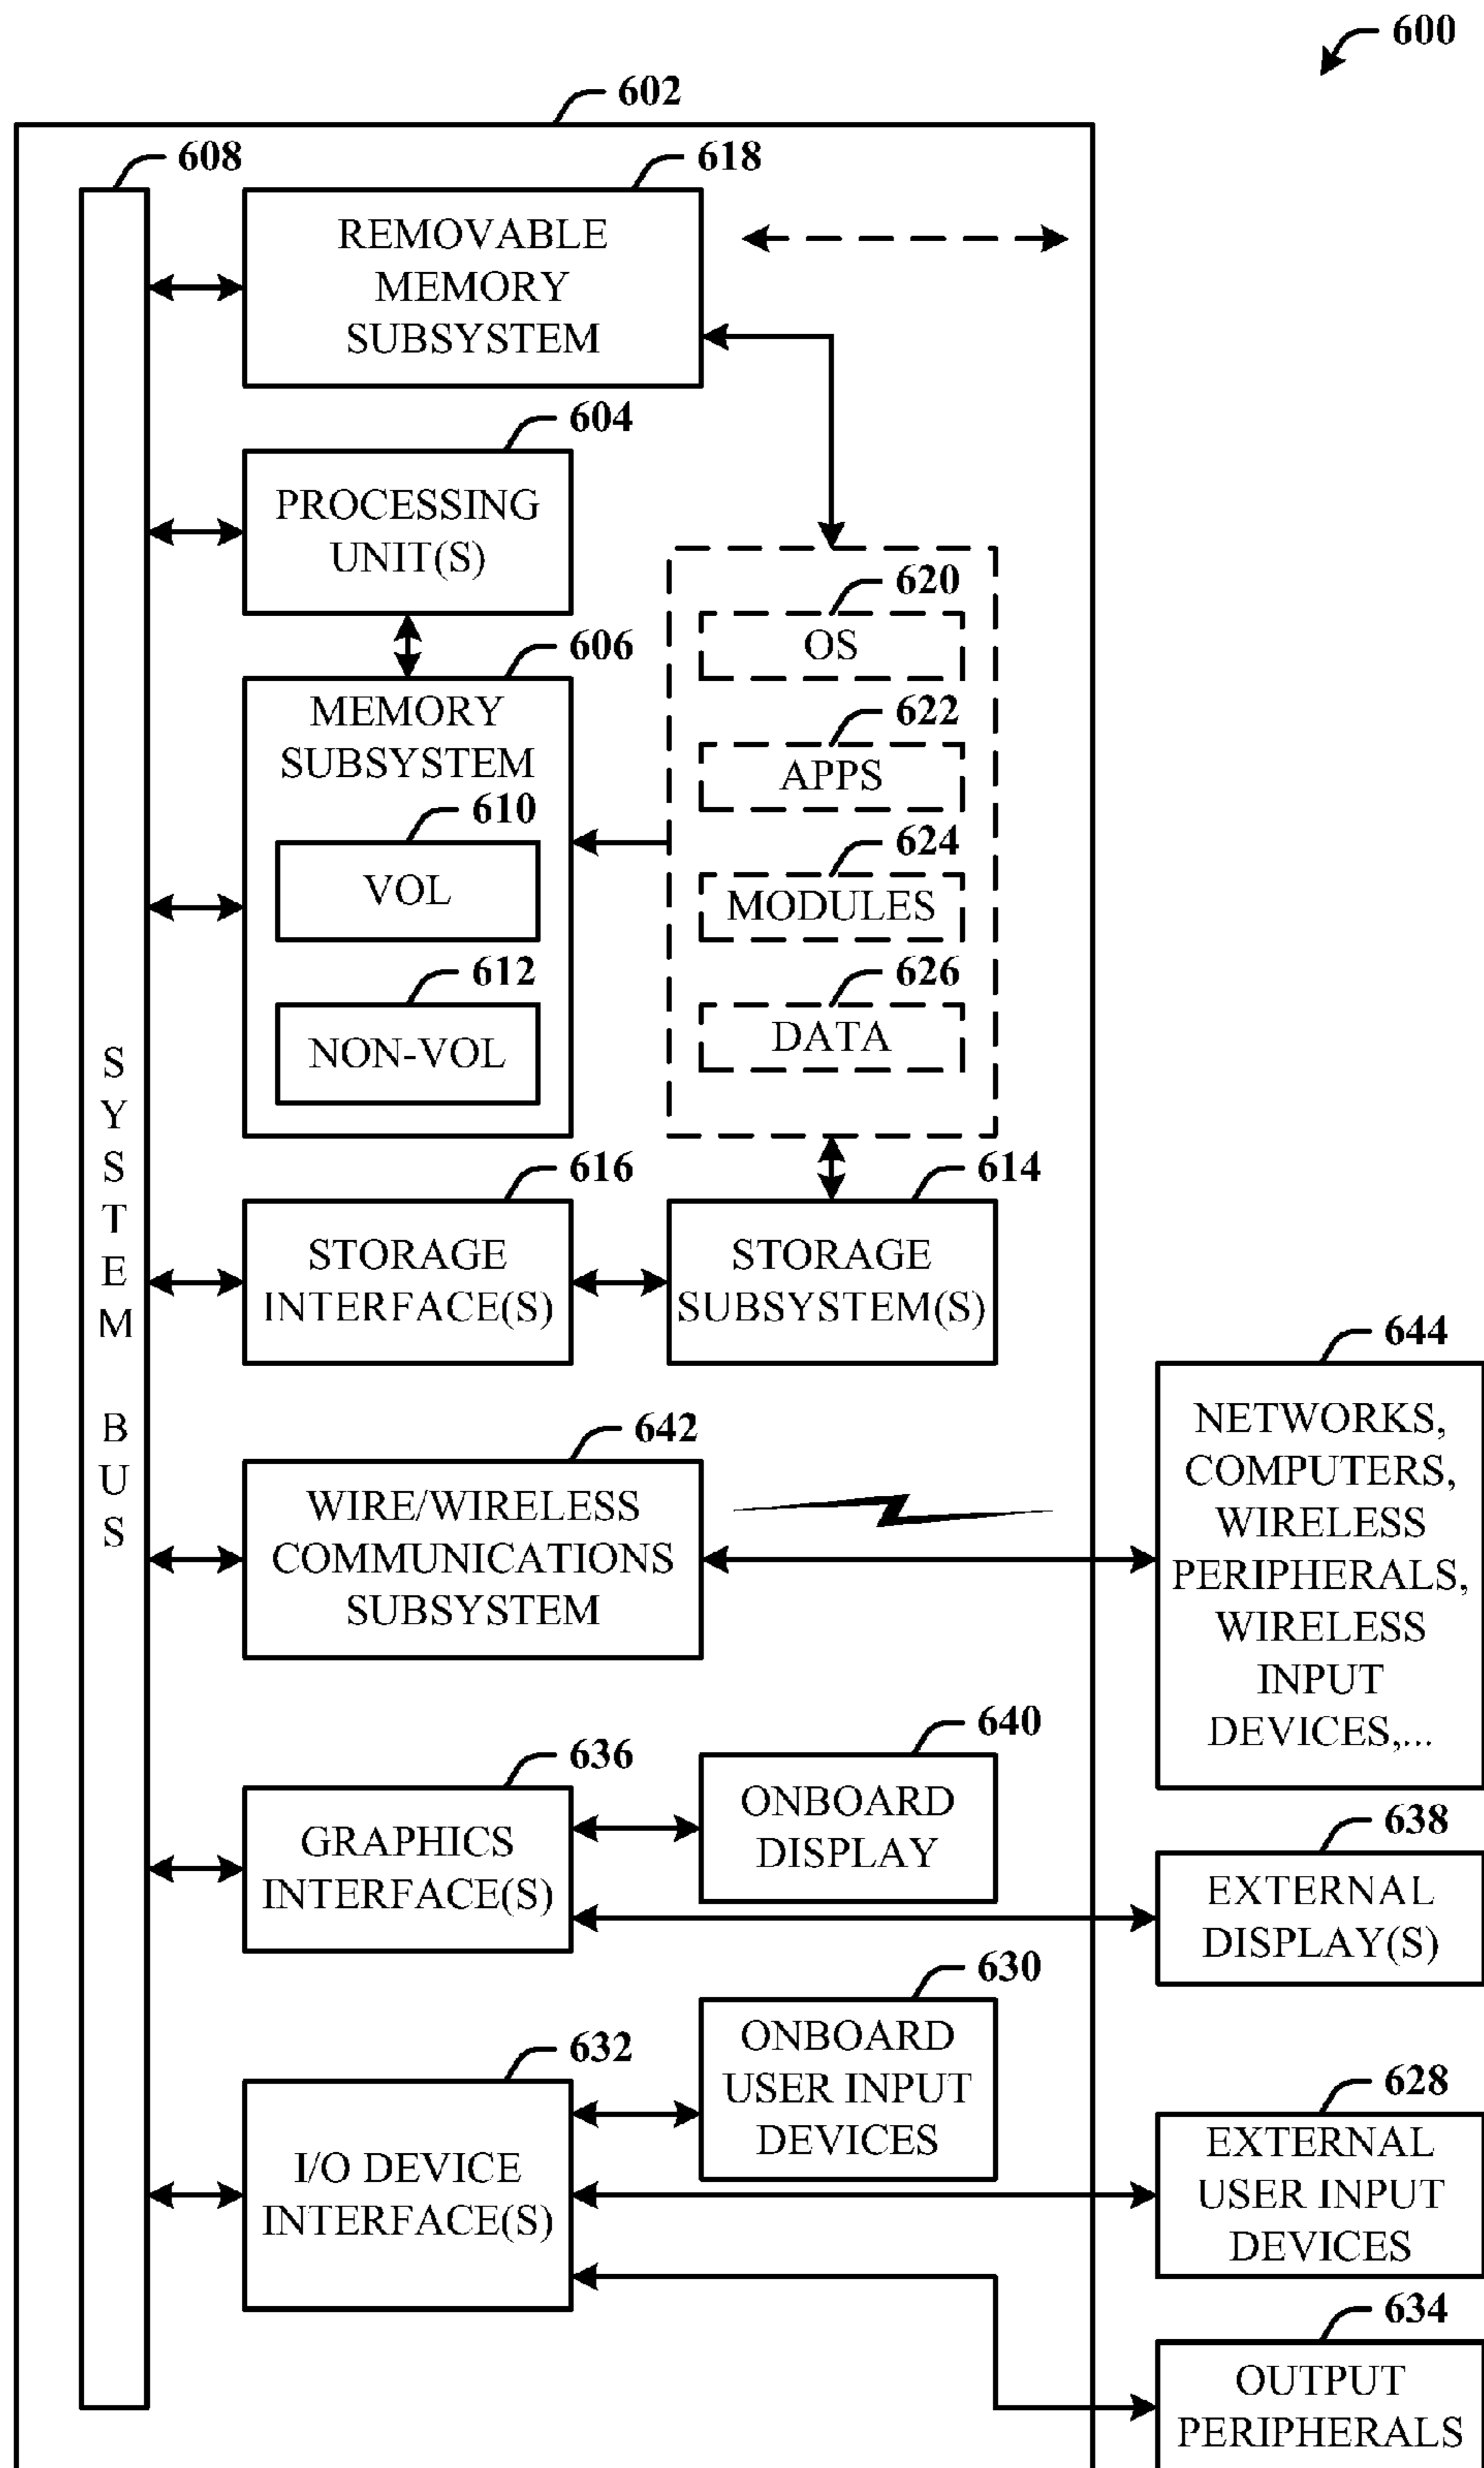 600
602
608
618
REMOVABLE
MEMORY
SUBSYSTEM
604
PROCESSING
UNIT(S)
606
MEMORY
SUBSYSTEM
610
VOL
612
NON-VOL
620
OS
622
APPS
624
MODULES
626
DATA
SYSTEM BUS
616
STORAGE
INTERFACE(S)
614
STORAGE
SUBSYSTEM(S)
642
WIRE/WIRELESS
COMMUNICATIONS
SUBSYSTEM
644
NETWORKS,
COMPUTERS,
WIRELESS
PERIPHERALS,
WIRELESS
INPUT
DEVICES,...
636
GRAPHICS
INTERFACE(S)
640
ONBOARD
DISPLAY
638
EXTERNAL
DISPLAY(S)
632
I/O DEVICE
INTERFACE(S)
630
ONBOARD
USER INPUT
DEVICES
628
EXTERNAL
USER INPUT
DEVICES
634
OUTPUT
PERIPHERALS